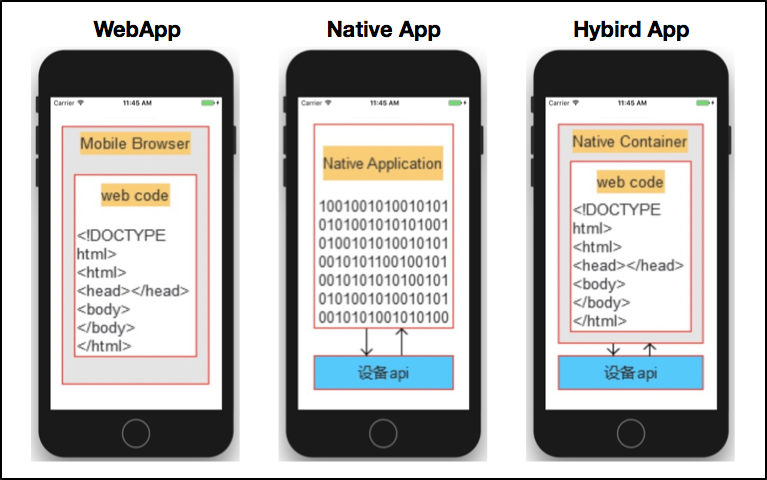 WebApp
Carrier 11:45 AM
Mobile Browser
web code
<!DOCTYPE
html>
<html>
<head></head>
<body>
</body>
</html>
Native App
Carrier 11:45 AM
Native Application
1001001010010101
0101001010101001
0100101010010101
0010101100100101
0010101010100101
0101001010010101
0010101001010100
设备api
Hybird App
Carrier 11:45 AM
Native Container
web code
<!DOCTYPE
html>
<html>
<head></head>
<body>
</body>
</html>
设备api